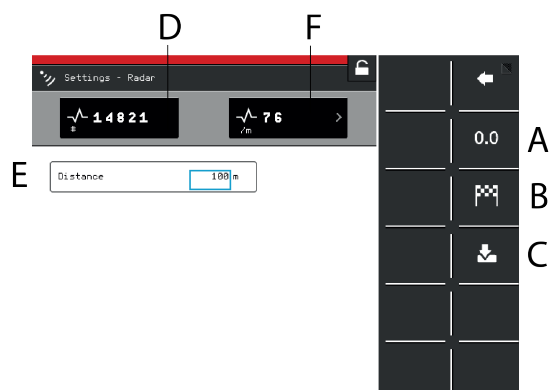 D F
Settings - Radar
14821 76 >
# /m
0.0 A
E Distance 100 m
B
C